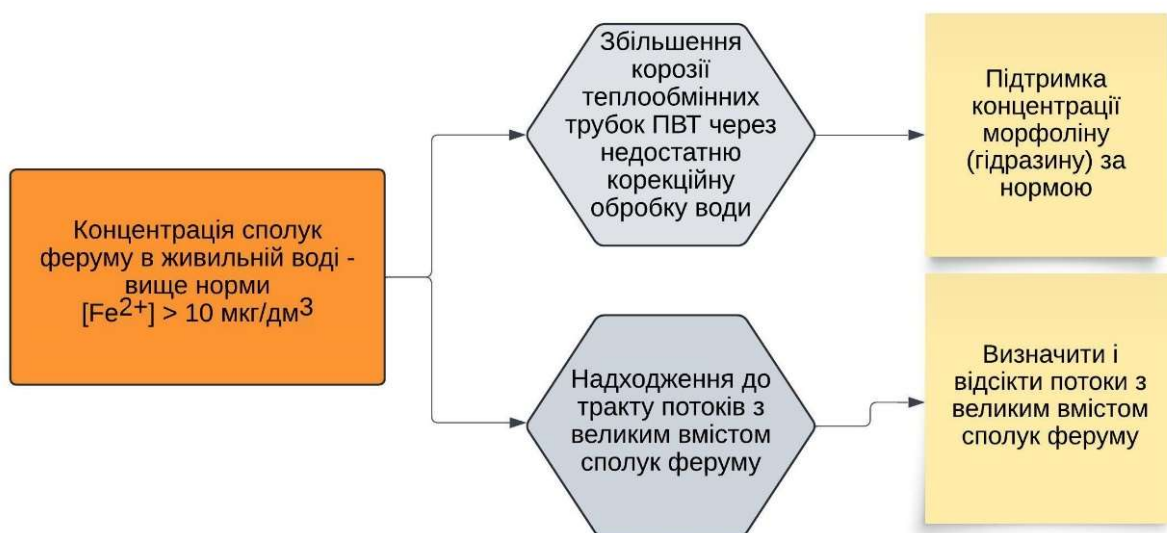 Концентрація сполук
феруму в живильній воді -
вище норми
[Fe2+] > 10 мкг/дм3
Збільшення
корозії
теплообмінних
трубок ПВТ через
недостатню
корекційну
обробку води
Підтримка
концентрації
морфоліну
(гідразину) за
нормою
Надходження до
тракту потоків з
великим вмістом
сполук феруму
Визначити і
відсікти потоки з
великим вмістом
сполук феруму